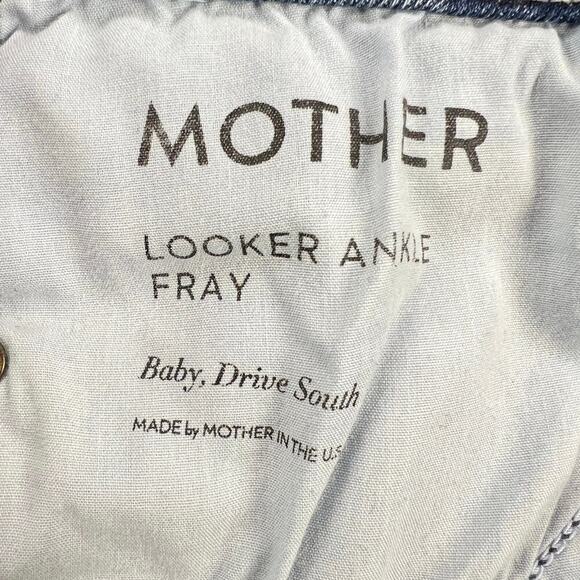 MOTHER
LOOKER ANKLE
FRAY
Baby, Drive South
MADE by MOTHER IN THE U.S